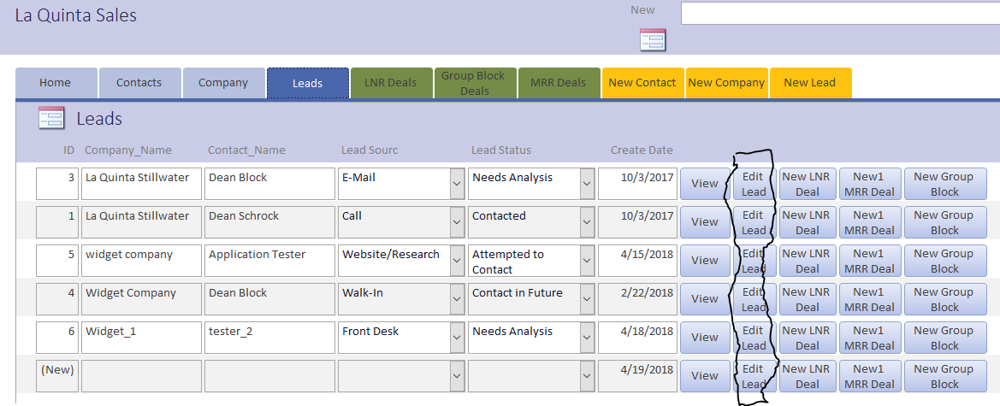 La Quinta Sales
New
Home Contacts Company Leads LNR Deals Group Block Deals MRR Deals New Contact New Company New Lead
Leads
ID Company_Name Contact_Name Lead Sourc Lead Status Create Date
3 La Quinta Stillwater Dean Block E-Mail Needs Analysis 10/3/2017 View Edit Lead New LNR Deal New1 MRR Deal New Group Block
1 La Quinta Stillwater Dean Schrock Call Contacted 10/3/2017 View Edit Lead New LNR Deal New1 MRR Deal New Group Block
5 widget company Application Tester Website/Research Attempted to Contact 4/15/2018 View Edit Lead New LNR Deal New1 MRR Deal New Group Block
4 Widget Company Dean Block Walk-In Contact in Future 2/22/2018 View Edit Lead New LNR Deal New1 MRR Deal New Group Block
6 Widget_1 tester_2 Front Desk Needs Analysis 4/18/2018 View Edit Lead New LNR Deal New1 MRR Deal New Group Block
(New) 4/19/2018 View Edit Lead New LNR Deal New1 MRR Deal New Group Block